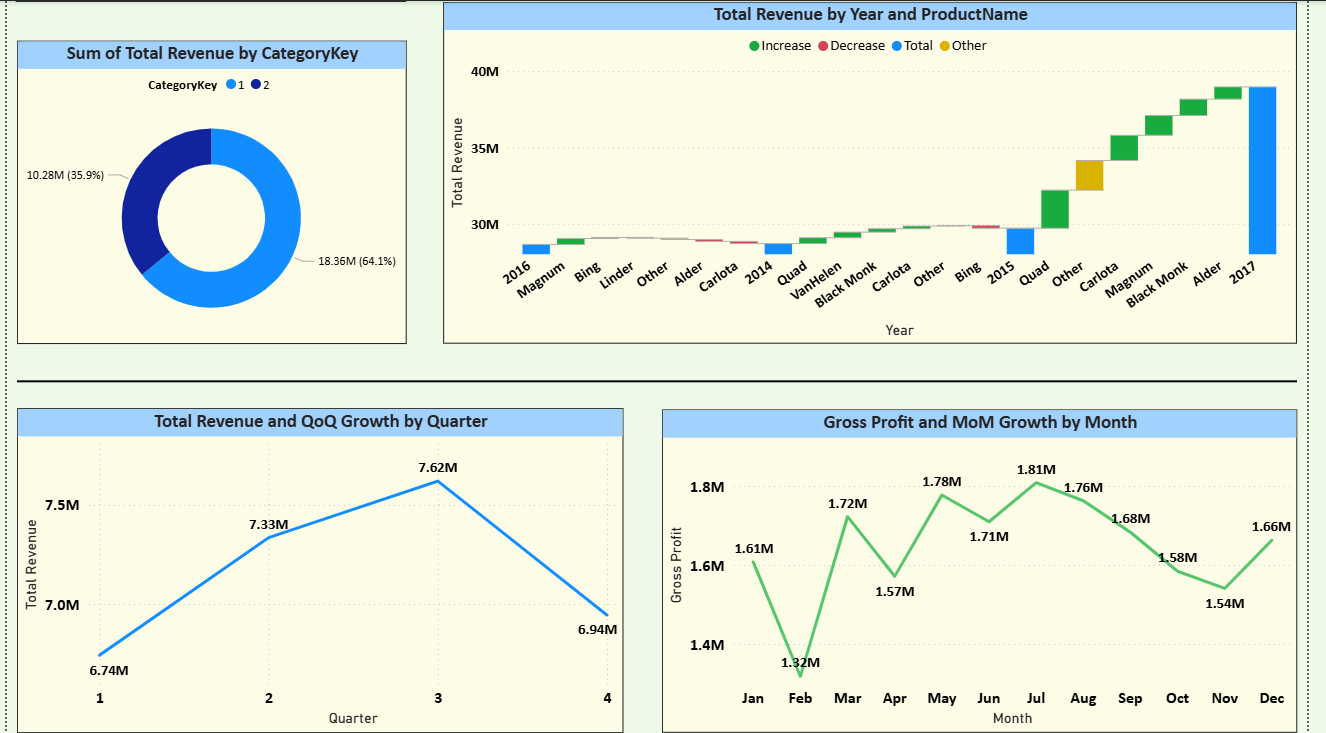 Sum of Total Revenue by CategoryKey
CategoryKey 1 2
10.28M (35.9%)
18.36M (64.1%)
Total Revenue by Year and ProductName
Increase Decrease Total Other
Total Revenue
40M
35M
30M
2016 Magnum Bing Linder Other Alder Carlota 2014 Quad VanHelen Black Monk Carlota Other Bing 2015 Quad Other Carlota Magnum Black Monk Alder 2017
Year
Total Revenue and QoQ Growth by Quarter
Total Revenue
7.5M
7.0M
6.74M
7.33M
7.62M
6.94M
1 2 3 4
Quarter
Gross Profit and MoM Growth by Month
Gross Profit
1.8M
1.6M
1.4M
1.61M
1.32M
1.72M
1.57M
1.78M
1.71M
1.81M
1.76M
1.68M
1.58M
1.54M
1.66M
Jan Feb Mar Apr May Jun Jul Aug Sep Oct Nov Dec
Month